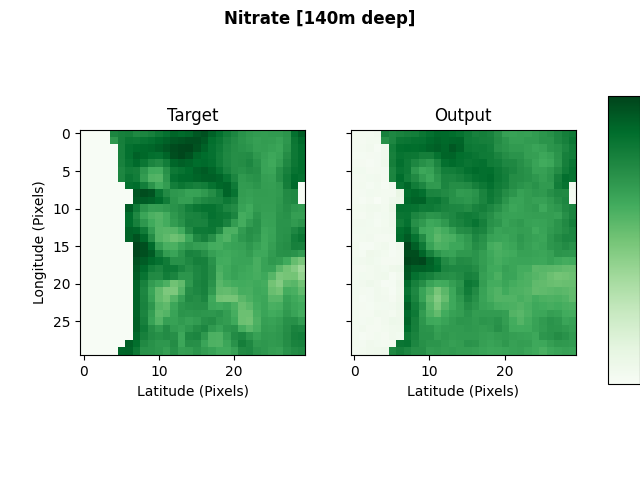 Nitrate [140m deep]
Target
Output
0
5
10
15
20
25
Longitude (Pixels)
0 10 20
0 10 20
Latitude (Pixels)
Latitude (Pixels)